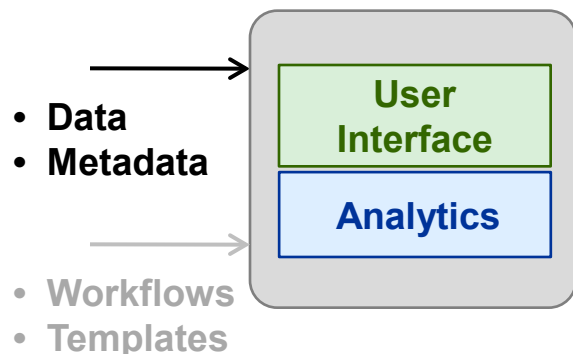 • Data
• Metadata
User
Interface
Analytics
• Workflows
• Templates